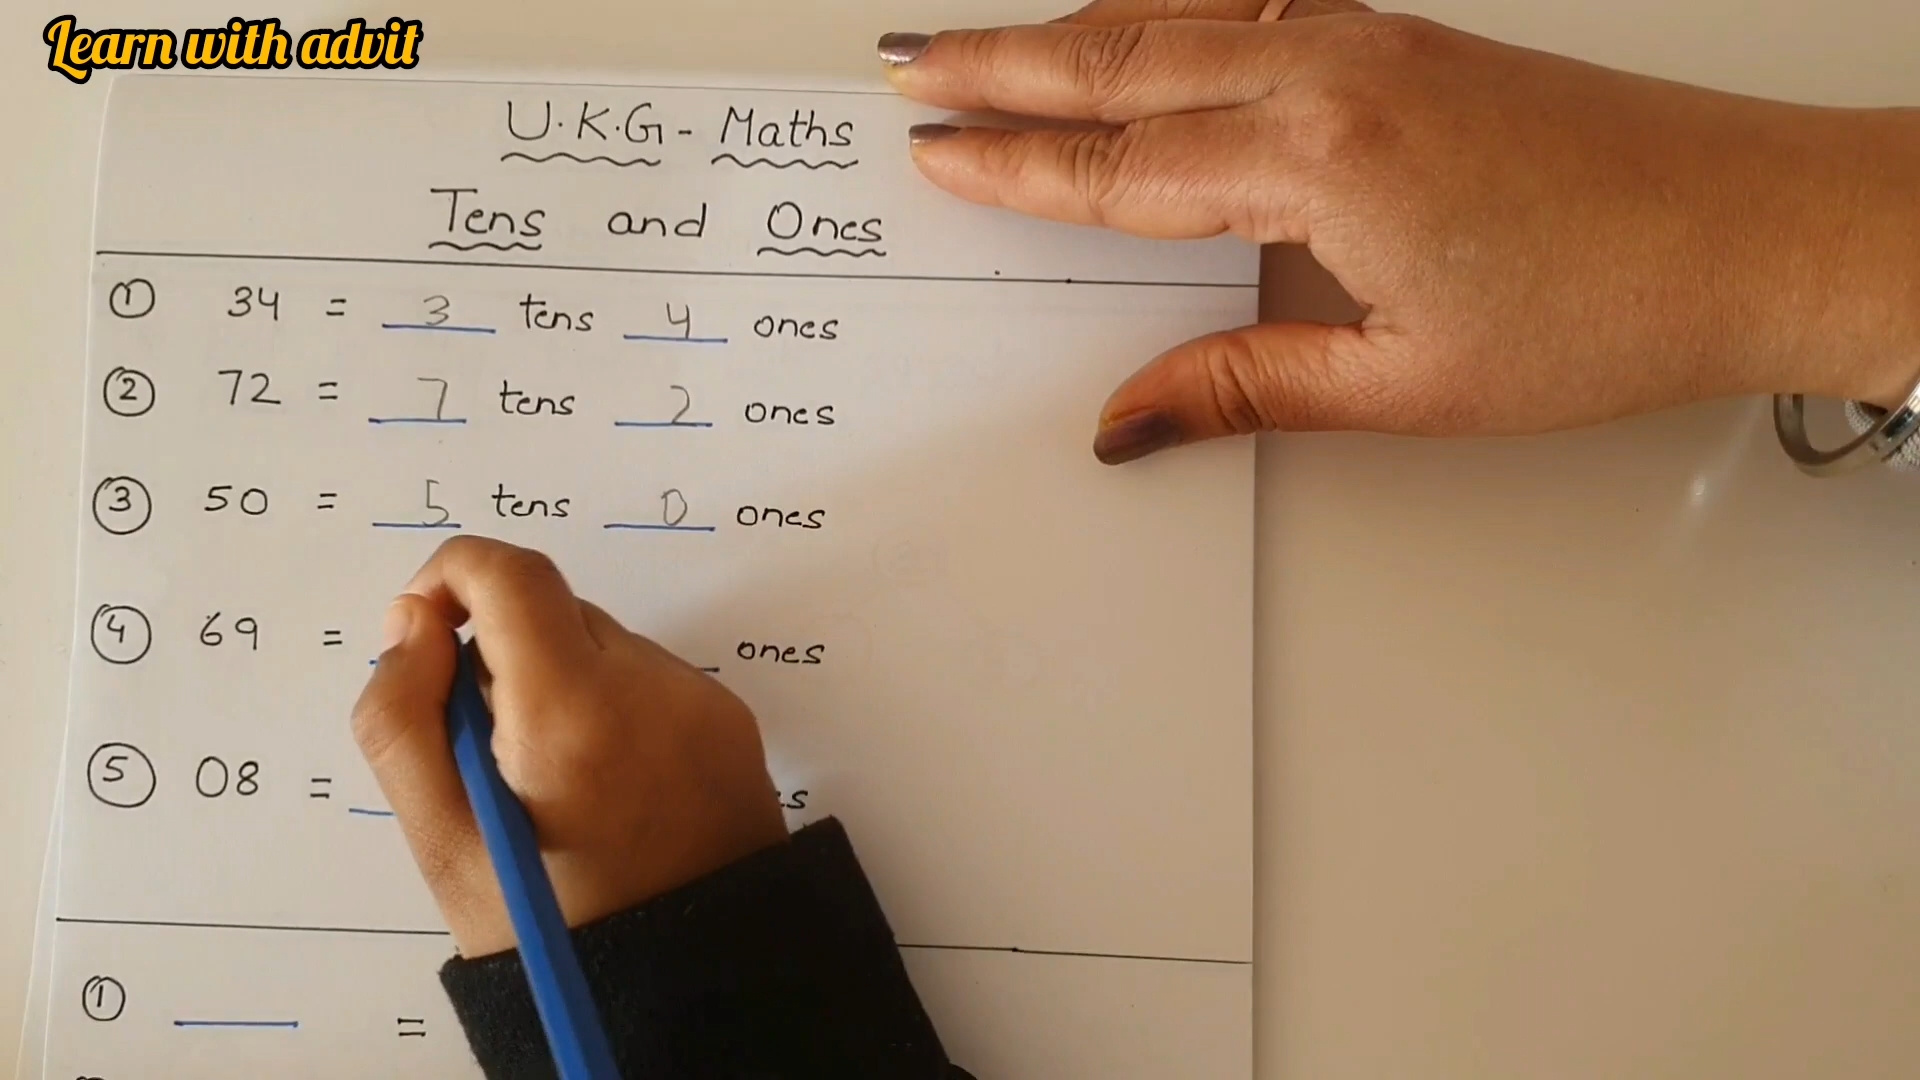 Learn with advit
U.K.G - Maths
Tens and Ones
① 34 = 3 tens 4 ones
② 72 = 7 tens 2 ones
③ 50 = 5 tens 0 ones
④ 69 = ones
⑤ 08 =
① =